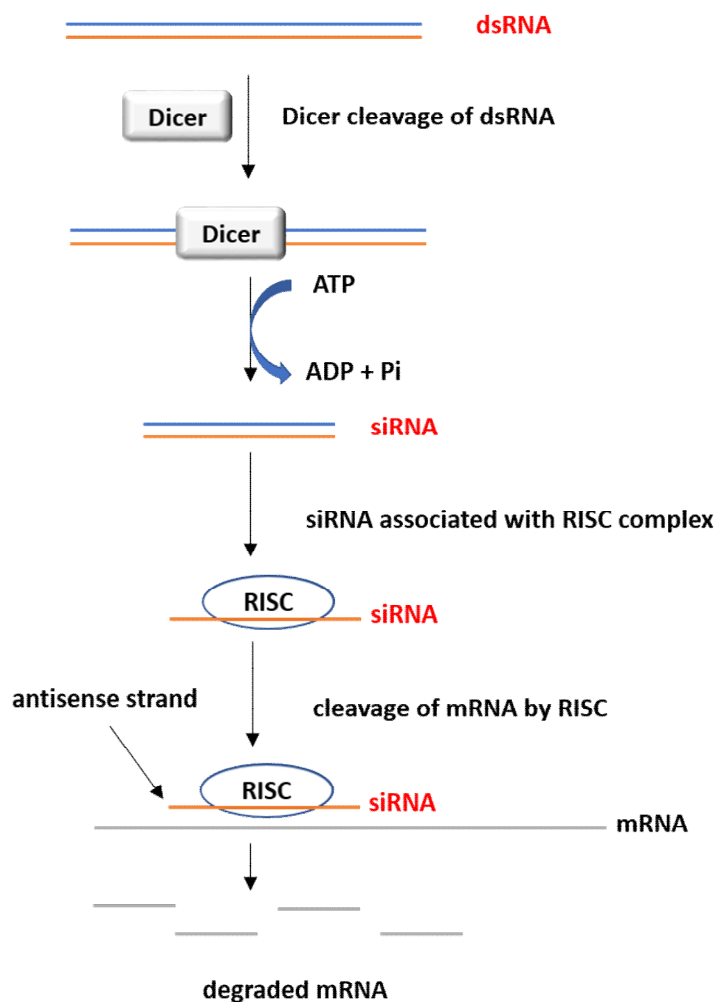 dsRNA
Dicer
Dicer cleavage of dsRNA
Dicer
ATP
ADP + Pi
siRNA
siRNA associated with RISC complex
RISC
siRNA
antisense strand
cleavage of mRNA by RISC
RISC
siRNA
mRNA
degraded mRNA